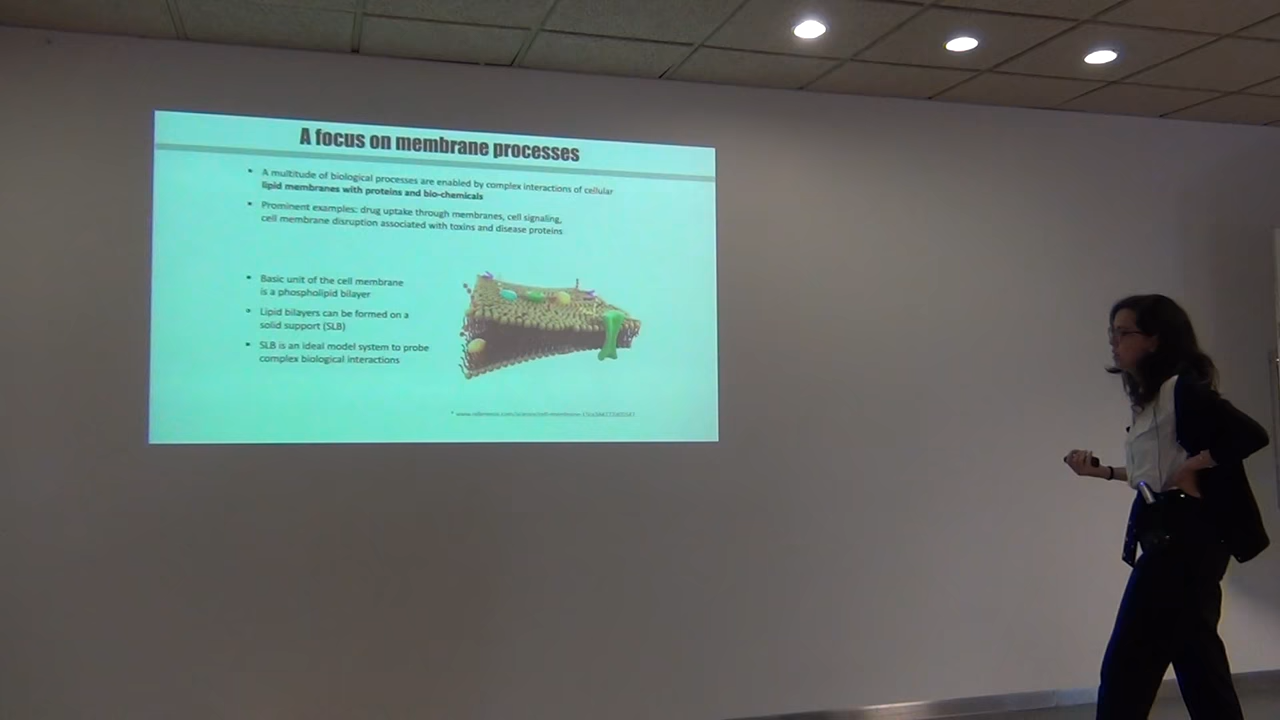 A focus on membrane processes
▪ A multitude of biological processes are enabled by complex interactions of cellular
lipid membranes with proteins and bio-chemicals
▪ Prominent examples: drug uptake through membranes, cell signaling,
cell membrane disruption associated with toxins and disease proteins
▪ Basic unit of the cell membrane
is a phospholipid bilayer
▪ Lipid bilayers can be formed on a
solid support (SLB)
▪ SLB is an ideal model system to probe
complex biological interactions